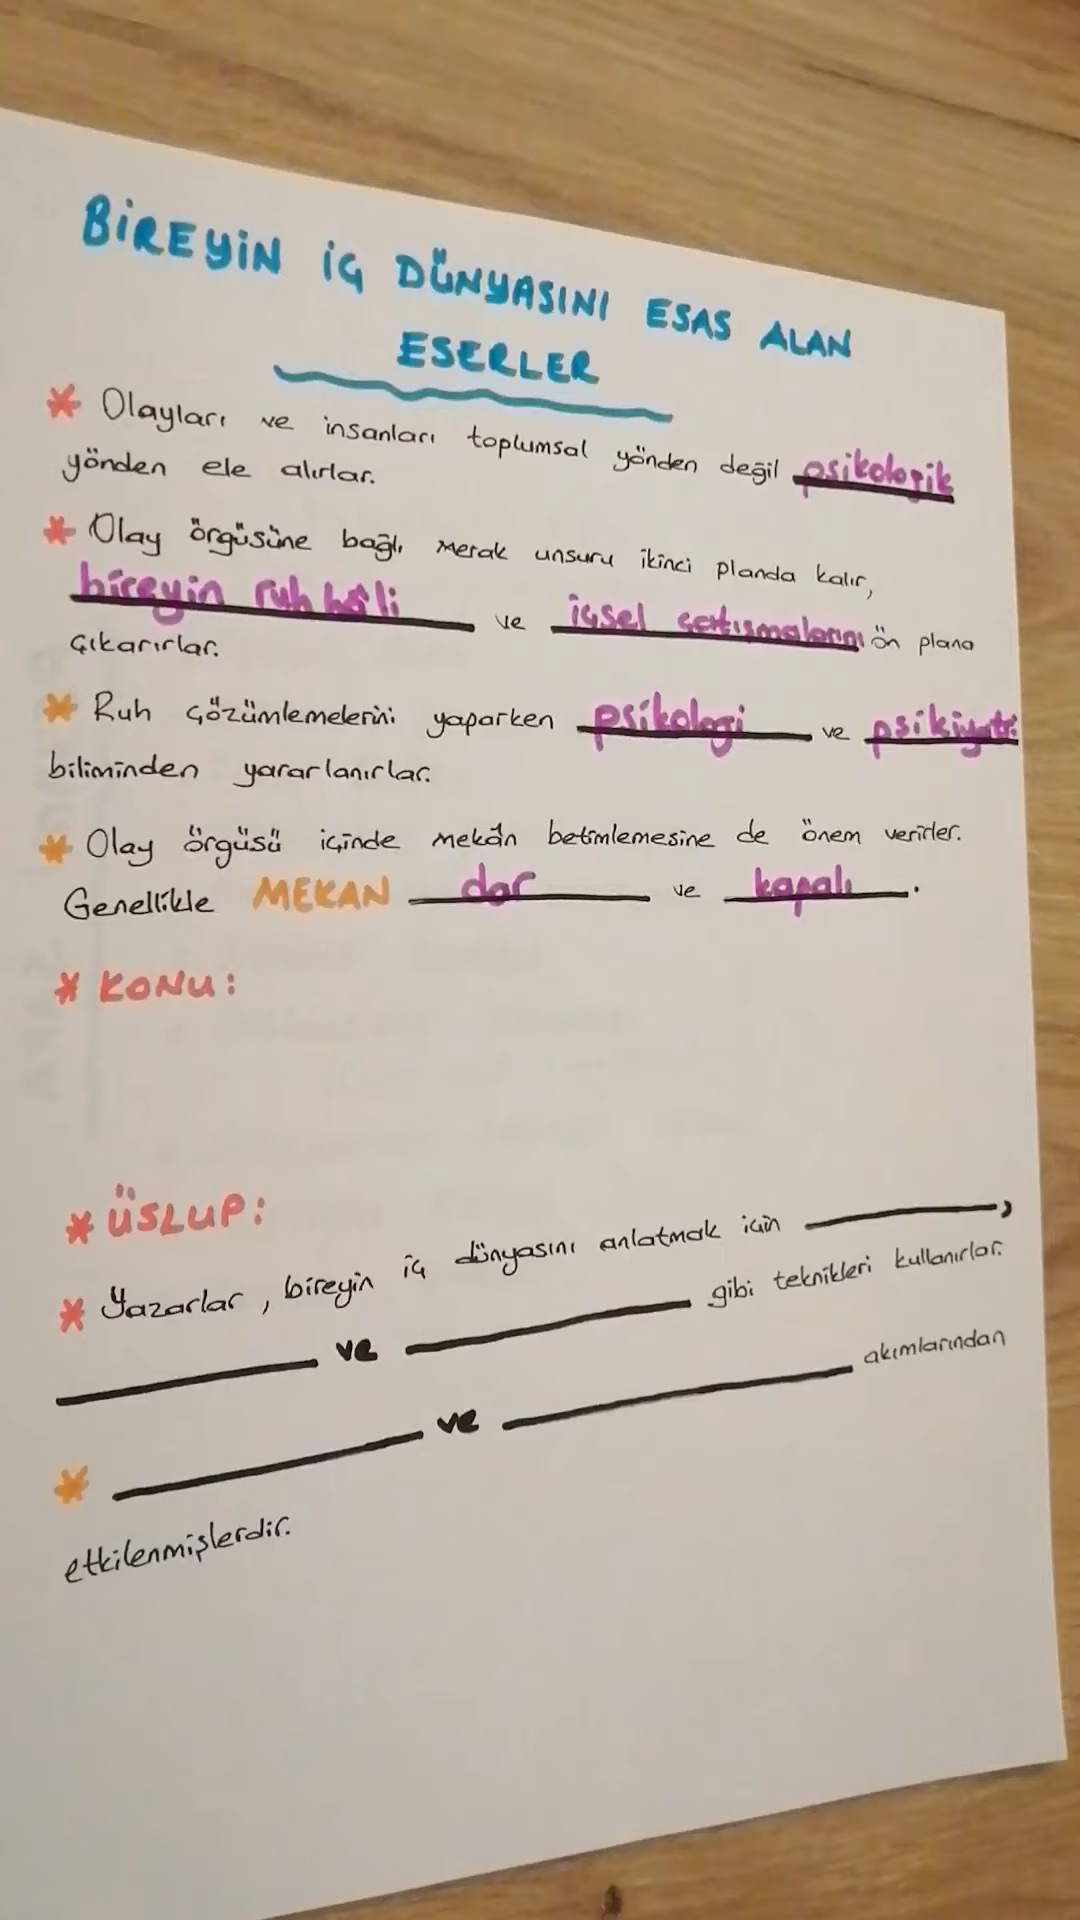 BİREYİN İÇ DÜNYASINI ESAS ALAN
ESERLER
* Olayları ve insanları toplumsal yönden değil psikolojik
yönden ele alırlar.
* Olay örgüsüne bağlı merak unsuru ikinci planda kalır,
bireyin ruh hâli ve içsel çatışmalarını ön plana
çıkarırlar.
* Ruh çözümlemelerini yaparken psikoloji ve psikiyatri
biliminden yararlanırlar.
* Olay örgüsü içinde mekân betimlemesine de önem verirler.
Genellikle MEKAN dar ve kapalı.
* KONU:
* ÜSLUP:
* Yazarlar, bireyin iç dünyasını anlatmak için ,
ve gibi teknikleri kullanırlar.
* ve akımlarından
etkilenmişlerdir.